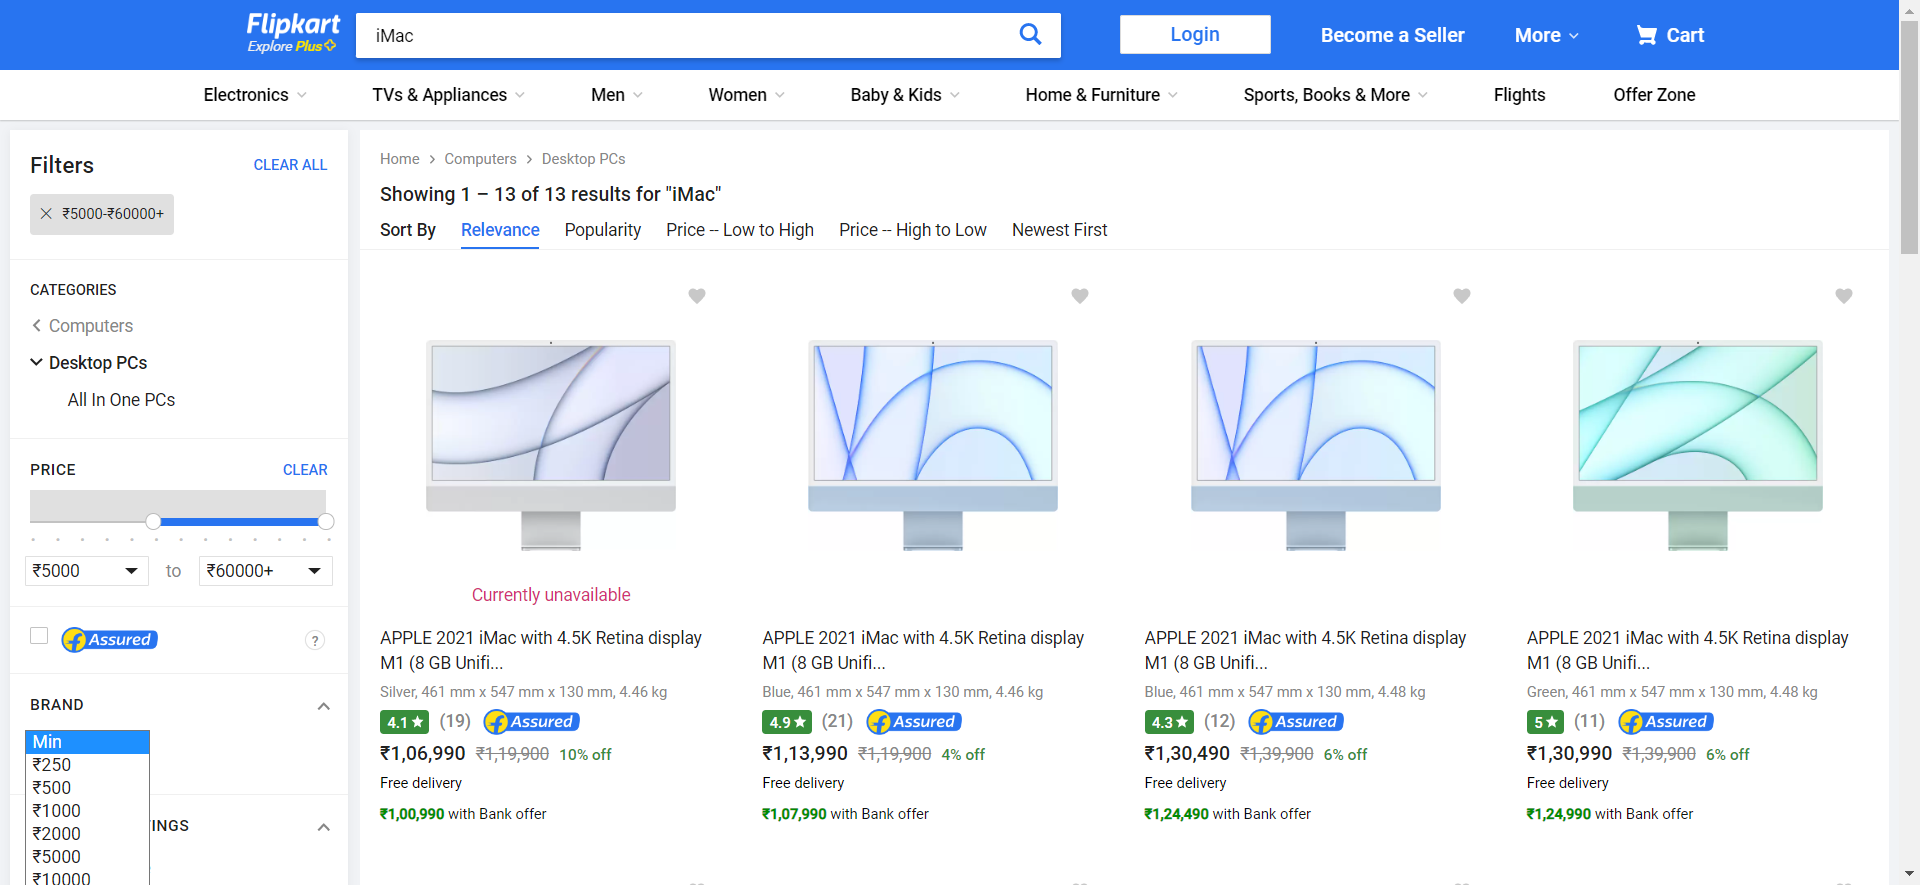 Flipkart
Explore Plus
iMac
Login
Become a Seller
More
Cart
Electronics
TVs & Appliances
Men
Women
Baby & Kids
Home & Furniture
Sports, Books & More
Flights
Offer Zone
Filters
CLEAR ALL
₹5000-₹60000+
CATEGORIES
Computers
Desktop PCs
All In One PCs
PRICE
CLEAR
₹5000
to
₹60000+
Assured
?
BRAND
Min
₹250
₹500
₹1000
₹2000
₹5000
₹10000
INGS
Home > Computers > Desktop PCs
Showing 1 – 13 of 13 results for "iMac"
Sort By
Relevance
Popularity
Price -- Low to High
Price -- High to Low
Newest First
Currently unavailable
APPLE 2021 iMac with 4.5K Retina display
M1 (8 GB Unifi...
Silver, 461 mm x 547 mm x 130 mm, 4.46 kg
4.1★ (19) Assured
₹1,06,990 ₹1,19,900 10% off
Free delivery
₹1,00,990 with Bank offer
APPLE 2021 iMac with 4.5K Retina display
M1 (8 GB Unifi...
Blue, 461 mm x 547 mm x 130 mm, 4.46 kg
4.9★ (21) Assured
₹1,13,990 ₹1,19,900 4% off
Free delivery
₹1,07,990 with Bank offer
APPLE 2021 iMac with 4.5K Retina display
M1 (8 GB Unifi...
Blue, 461 mm x 547 mm x 130 mm, 4.48 kg
4.3★ (12) Assured
₹1,30,490 ₹1,39,900 6% off
Free delivery
₹1,24,490 with Bank offer
APPLE 2021 iMac with 4.5K Retina display
M1 (8 GB Unifi...
Green, 461 mm x 547 mm x 130 mm, 4.48 kg
5★ (11) Assured
₹1,30,990 ₹1,39,900 6% off
Free delivery
₹1,24,990 with Bank offer